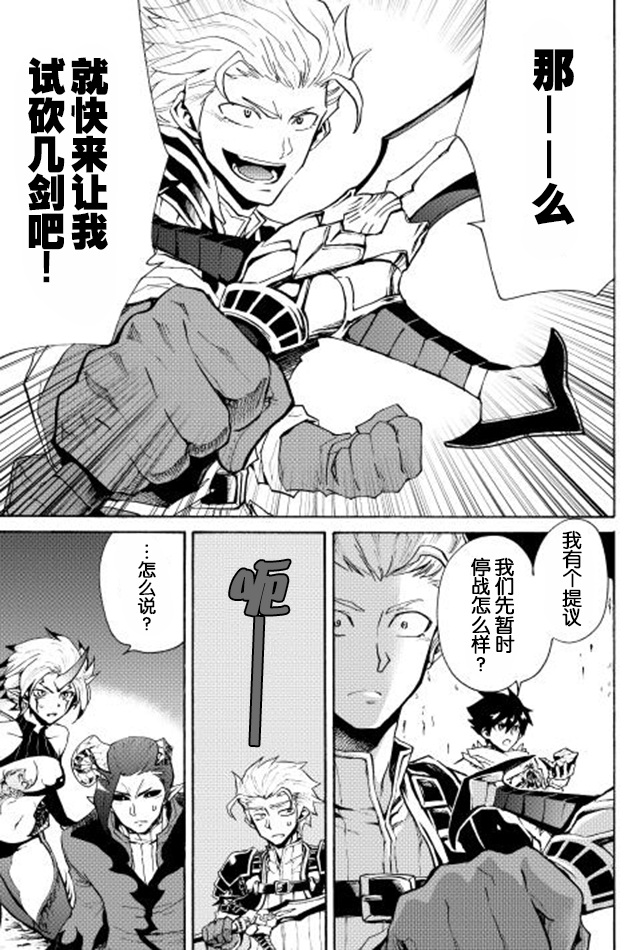 那——么
就快来让我
试砍几剑吧！
我有个提议
我们先暂时
停战怎么样？
呃——
…怎么说？